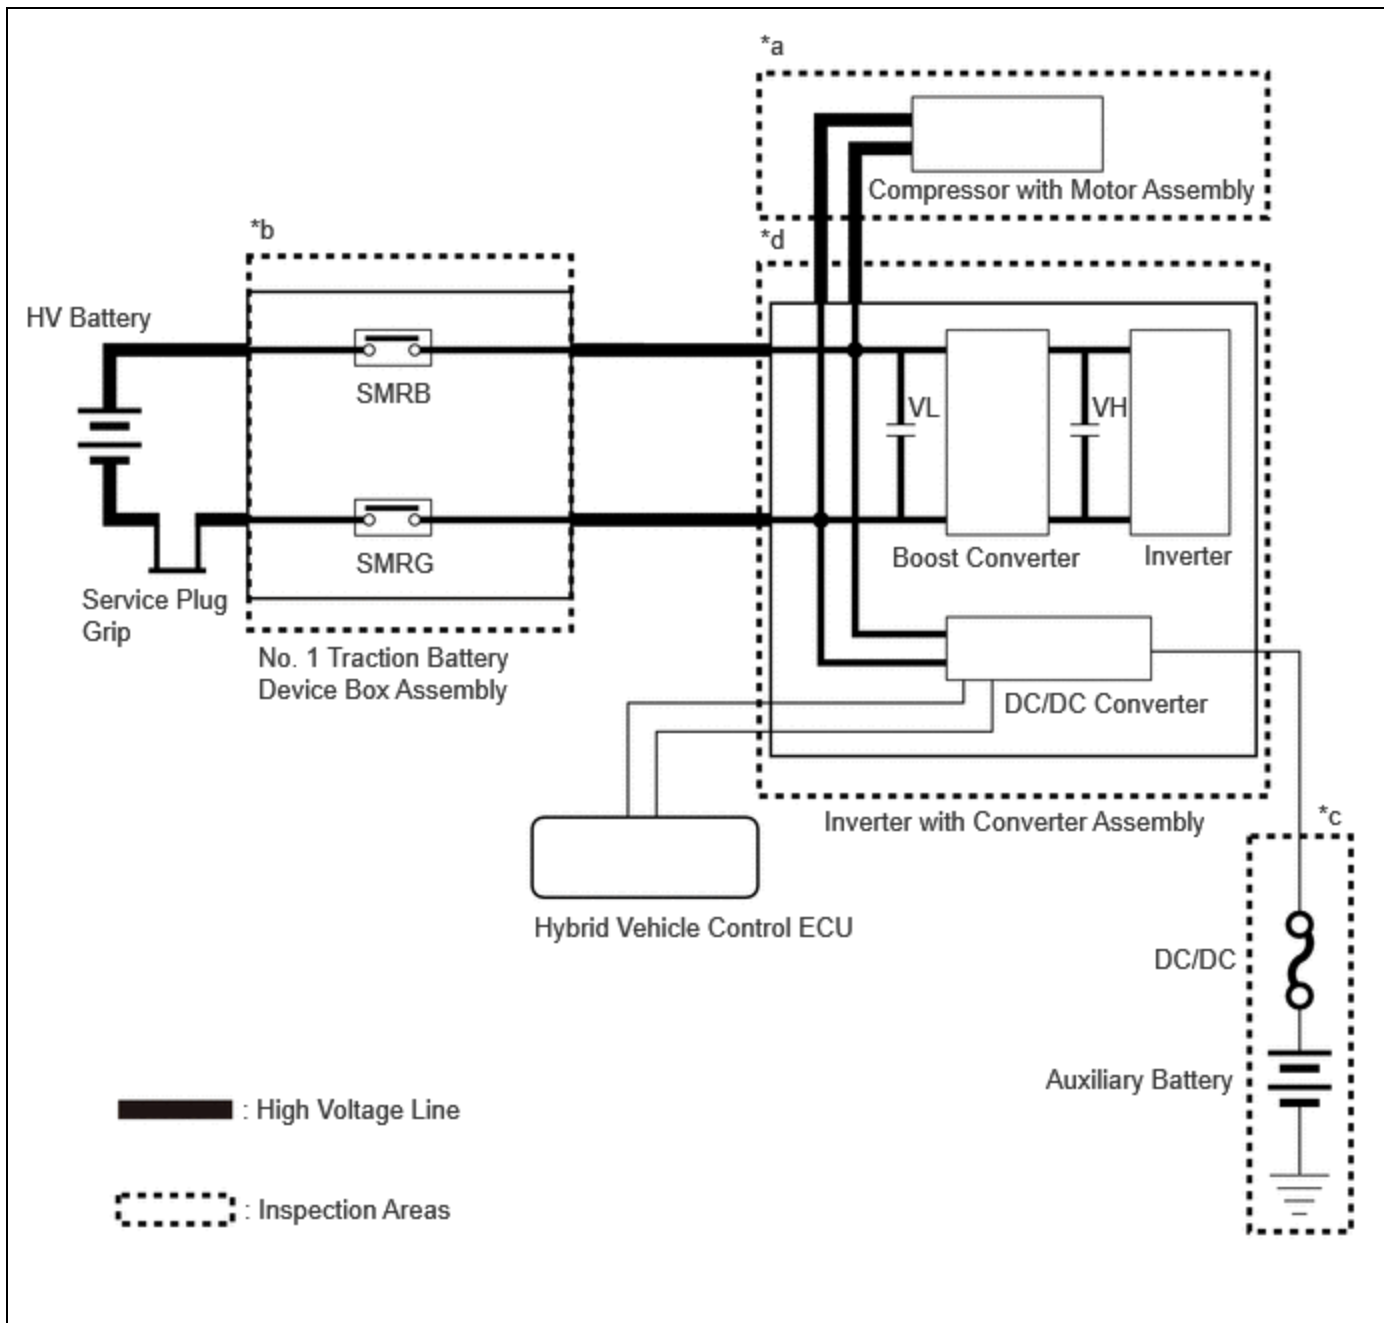 *a
Compressor with Motor Assembly
*b
*d
HV Battery
SMRB
VL
VH
SMRG
Boost Converter
Inverter
Service Plug
Grip
No. 1 Traction Battery
Device Box Assembly
DC/DC Converter
Inverter with Converter Assembly
*c
Hybrid Vehicle Control ECU
DC/DC
Auxiliary Battery
: High Voltage Line
: Inspection Areas